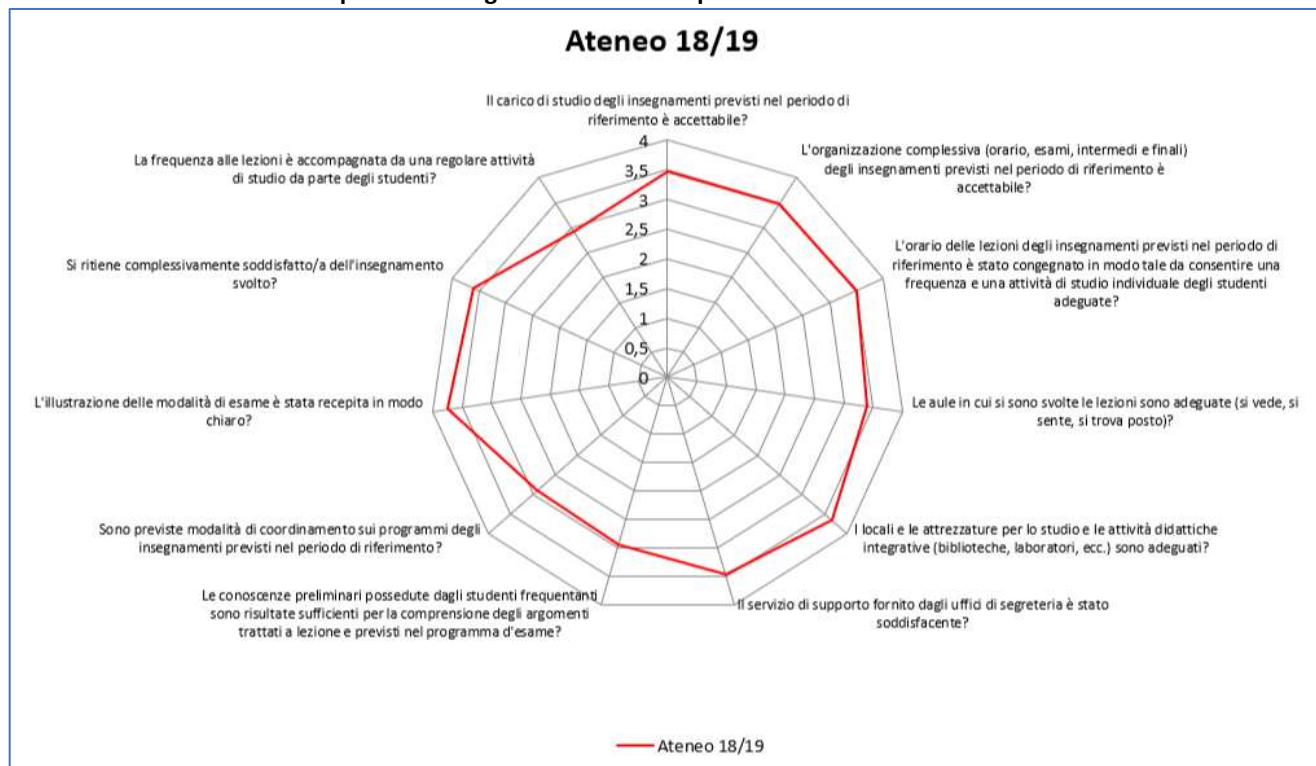 Ateneo 18/19
Il carico di studio degli insegnamenti previsti nel periodo di
riferimento è accettabile?
L'organizzazione complessiva (orario, esami, intermedi e finali)
degli insegnamenti previsti nel periodo di riferimento è
accettabile?
L'orario delle lezioni degli insegnamenti previsti nel periodo di
riferimento è stato congegnato in modo tale da consentire una
frequenza e una attività di studio individuale degli studenti
adeguate?
Le aule in cui si sono svolte le lezioni sono adeguate (si vede, si
sente, si trova posto)?
I locali e le attrezzature per lo studio e le attività didattiche
integrative (biblioteche, laboratori, ecc.) sono adeguati?
Il servizio di supporto fornito dagli uffici di segreteria è stato
soddisfacente?
Le conoscenze preliminari possedute dagli studenti frequentanti
sono risultate sufficienti per la comprensione degli argomenti
trattati a lezione e previsti nel programma d'esame?
Sono previste modalità di coordinamento sui programmi degli
insegnamenti previsti nel periodo di riferimento?
L'illustrazione delle modalità di esame è stata recepita in modo
chiaro?
Si ritiene complessivamente soddisfatto/a dell'insegnamento
svolto?
La frequenza alle lezioni è accompagnata da una regolare attività
di studio da parte degli studenti?
4
3,5
3
2,5
2
1,5
1
0,5
0
Ateneo 18/19